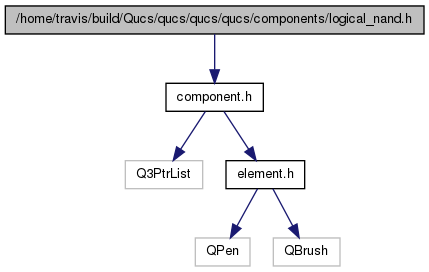 /home/travis/build/Qucs/qucs/qucs/qucs/components/logical_nand.h
component.h
Q3PtrList
element.h
QPen
QBrush